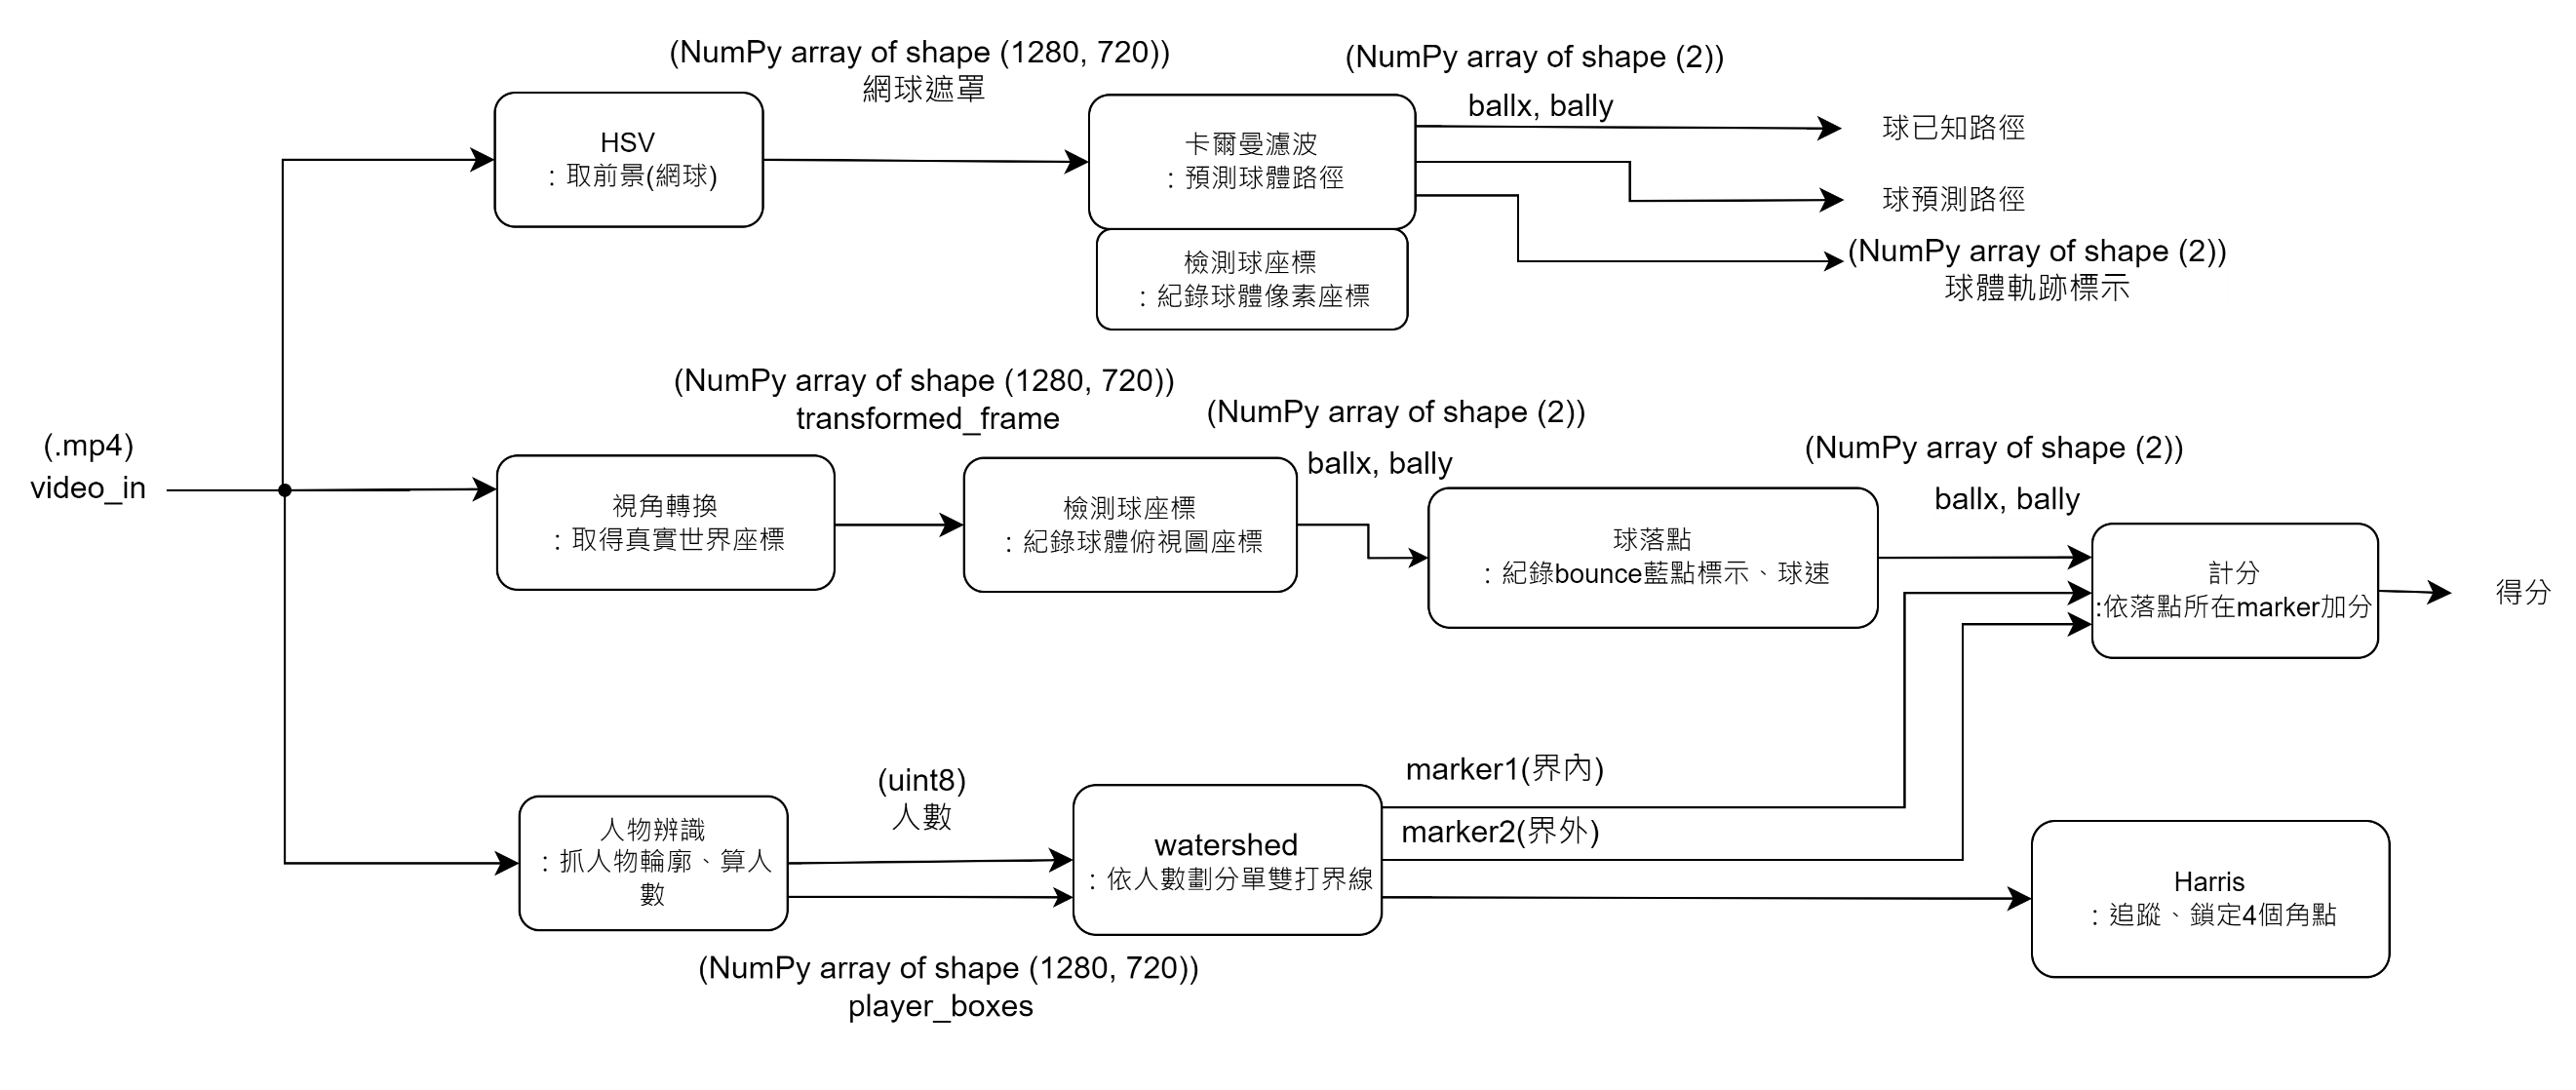 (NumPy array of shape (1280, 720))
網球遮罩
(NumPy array of shape (2))
ballx, bally
HSV
：取前景(網球)
卡爾曼濾波
：預測球體路徑
檢測球座標
：紀錄球體像素座標
球已知路徑
球預測路徑
(NumPy array of shape (2))
球體軌跡標示
(.mp4)
video_in
(NumPy array of shape (1280, 720))
transformed_frame
視角轉換
：取得真實世界座標
檢測球座標
：紀錄球體俯視圖座標
(NumPy array of shape (2))
ballx, bally
球落點
：紀錄bounce藍點標示、球速
(NumPy array of shape (2))
ballx, bally
計分
:依落點所在marker加分
得分
人物辨識
：抓人物輪廓、算人
數
(uint8)
人數
(NumPy array of shape (1280, 720))
player_boxes
watershed
：依人數劃分單雙打界線
marker1(界內)
marker2(界外)
Harris
：追蹤、鎖定4個角點